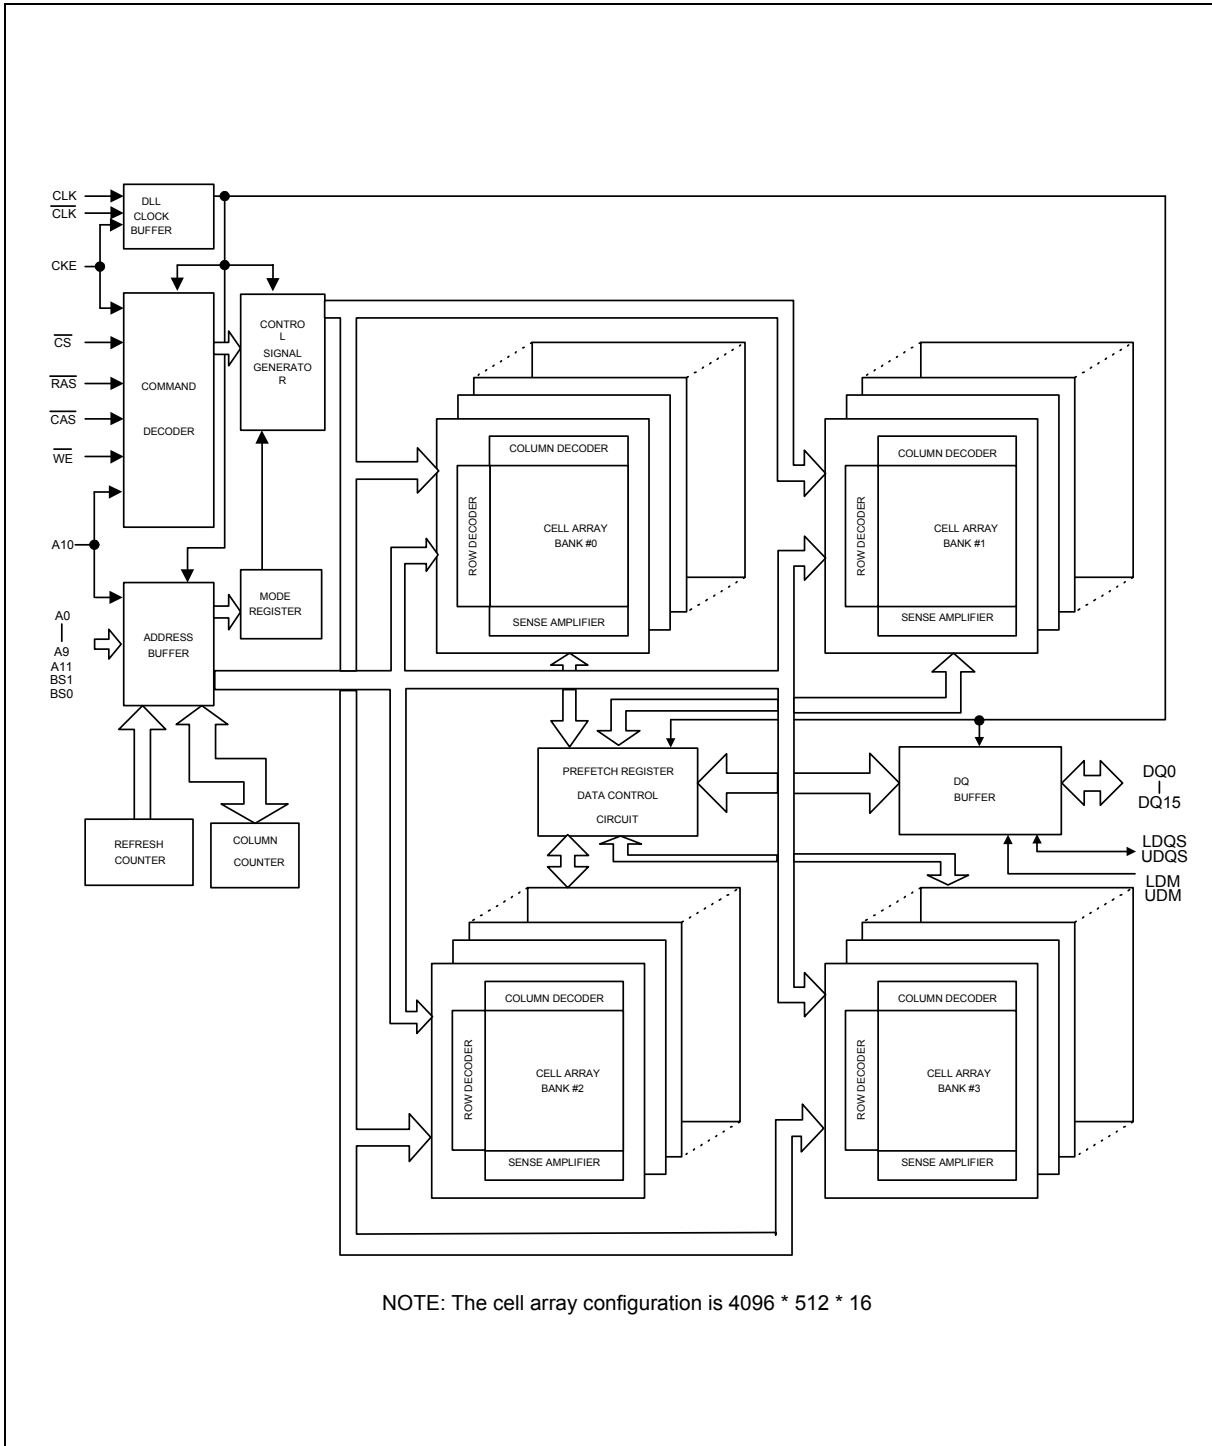 CLK
CLK
CKE
CS
RAS
CAS
WE
A10
A0
A9
A11
BS1
BS0
DLL
CLOCK
BUFFER
COMMAND
DECODER
CONTRO
L
SIGNAL
GENERATO
R
ADDRESS
BUFFER
MODE
REGISTER
REFRESH
COUNTER
COLUMN
COUNTER
COLUMN DECODER
ROW DECODER
CELL ARRAY
BANK #0
SENSE AMPLIFIER
COLUMN DECODER
ROW DECODER
CELL ARRAY
BANK #1
SENSE AMPLIFIER
PREFETCH REGISTER
DATA CONTROL
CIRCUIT
DQ
BUFFER
DQ0
DQ15
LDQS
UDQS
LDM
UDM
COLUMN DECODER
ROW DECODER
CELL ARRAY
BANK #2
SENSE AMPLIFIER
COLUMN DECODER
ROW DECODER
CELL ARRAY
BANK #3
SENSE AMPLIFIER
NOTE: The cell array configuration is 4096 * 512 * 16